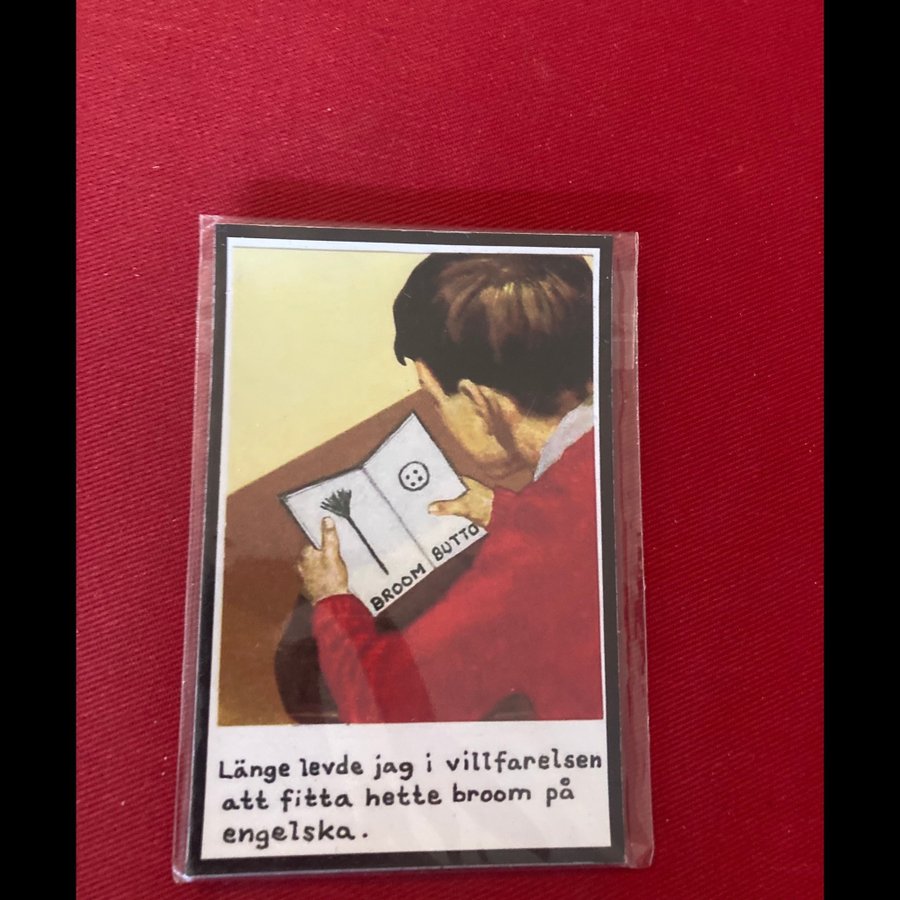 BROOM BUTTO
Länge levde jag i villfarelsen
att fitta hette broom på
engelska.